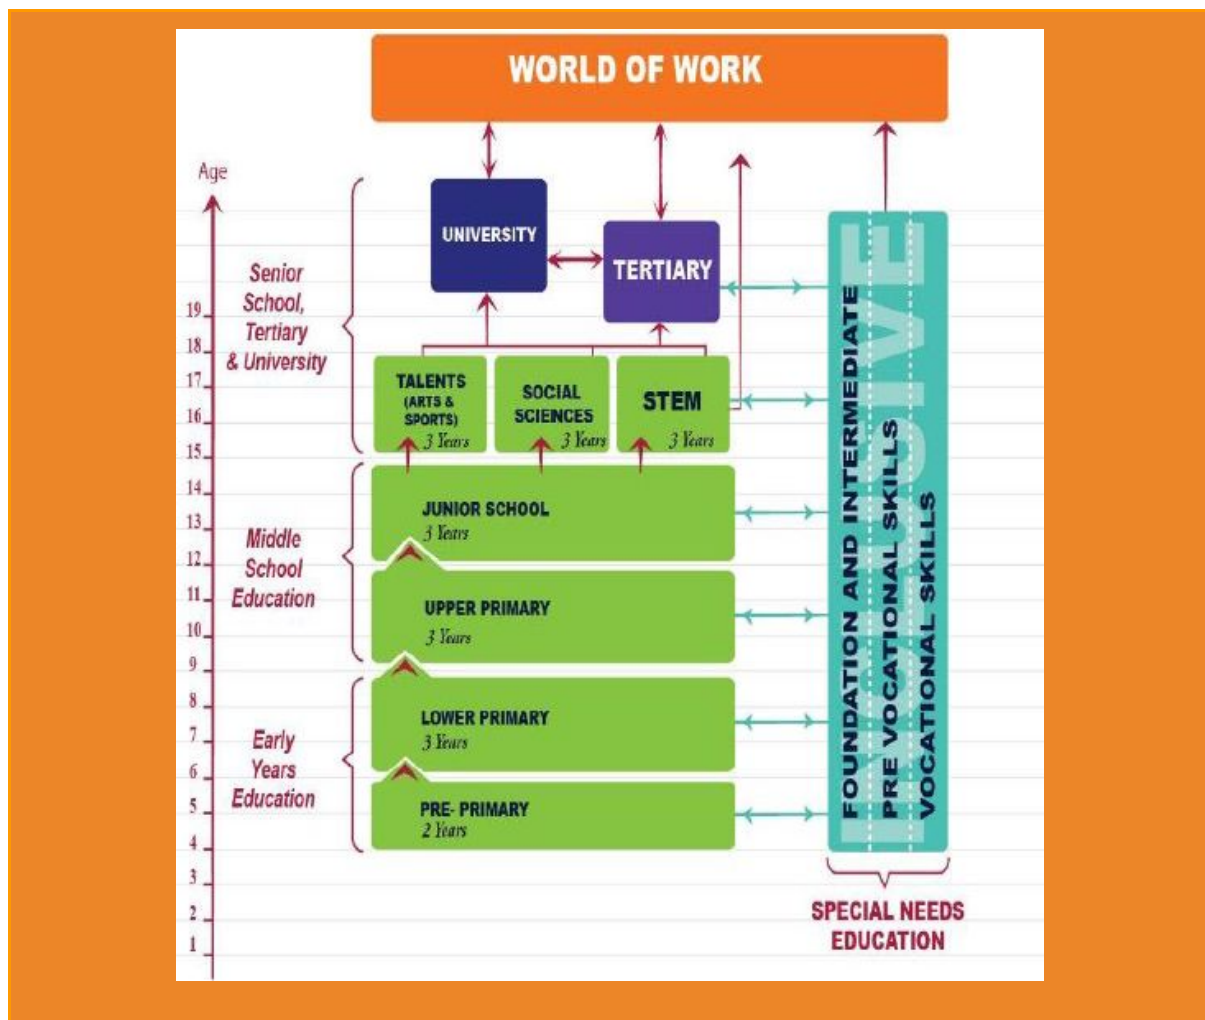 WORLD OF WORK
Age
UNIVERSITY
TERTIARY
Senior
School,
Tertiary
& University
19
18
17
16
15
14
13
12
11
10
9
8
7
6
5
4
3
2
1
TALENTS
(ARTS &
SPORTS)
3 Years
SOCIAL
SCIENCES
3 Years
STEM
3 Years
Middle
School
Education
JUNIOR SCHOOL
3 Years
UPPER PRIMARY
3 Years
Early
Years
Education
LOWER PRIMARY
3 Years
PRE- PRIMARY
2 Years
INCLUSIVE
FOUNDATION AND INTERMEDIATE
PRE VOCATIONAL SKILLS
VOCATIONAL SKILLS
SPECIAL NEEDS
EDUCATION